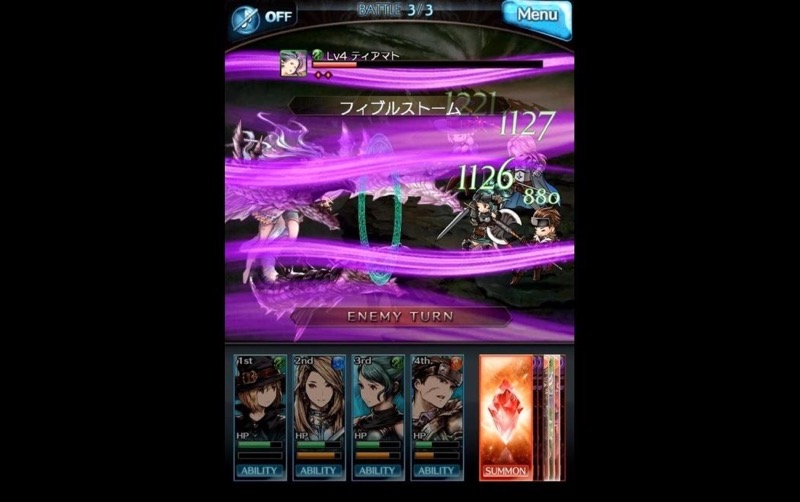 OFF
BATTLE 3/3
Menu
Lv4 ティアマト
フィブルストーム
1221
1127
1126
880
ENEMY TURN
1st 2nd 3rd 4th.
HP HP HP HP
ABILITY ABILITY ABILITY ABILITY SUMMON